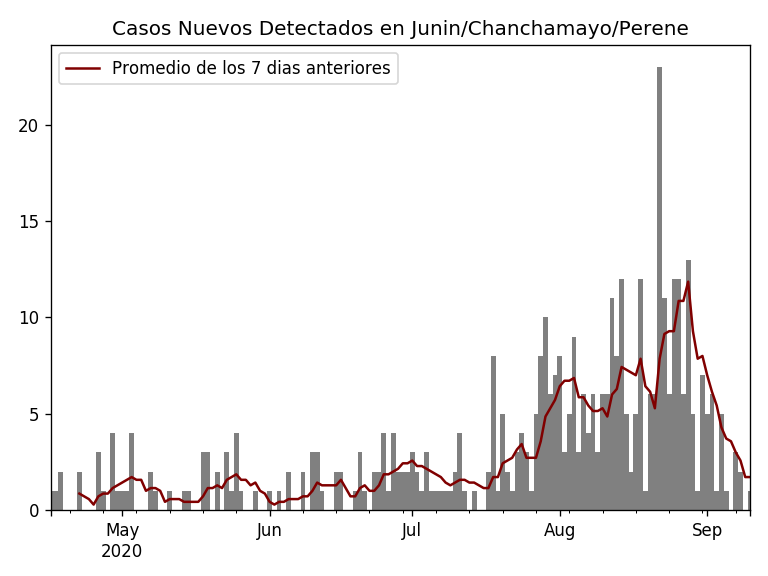 Casos Nuevos Detectados en Junin/Chanchamayo/Perene
Promedio de los 7 dias anteriores
20
15
10
5
0
May Jun Jul Aug Sep
2020